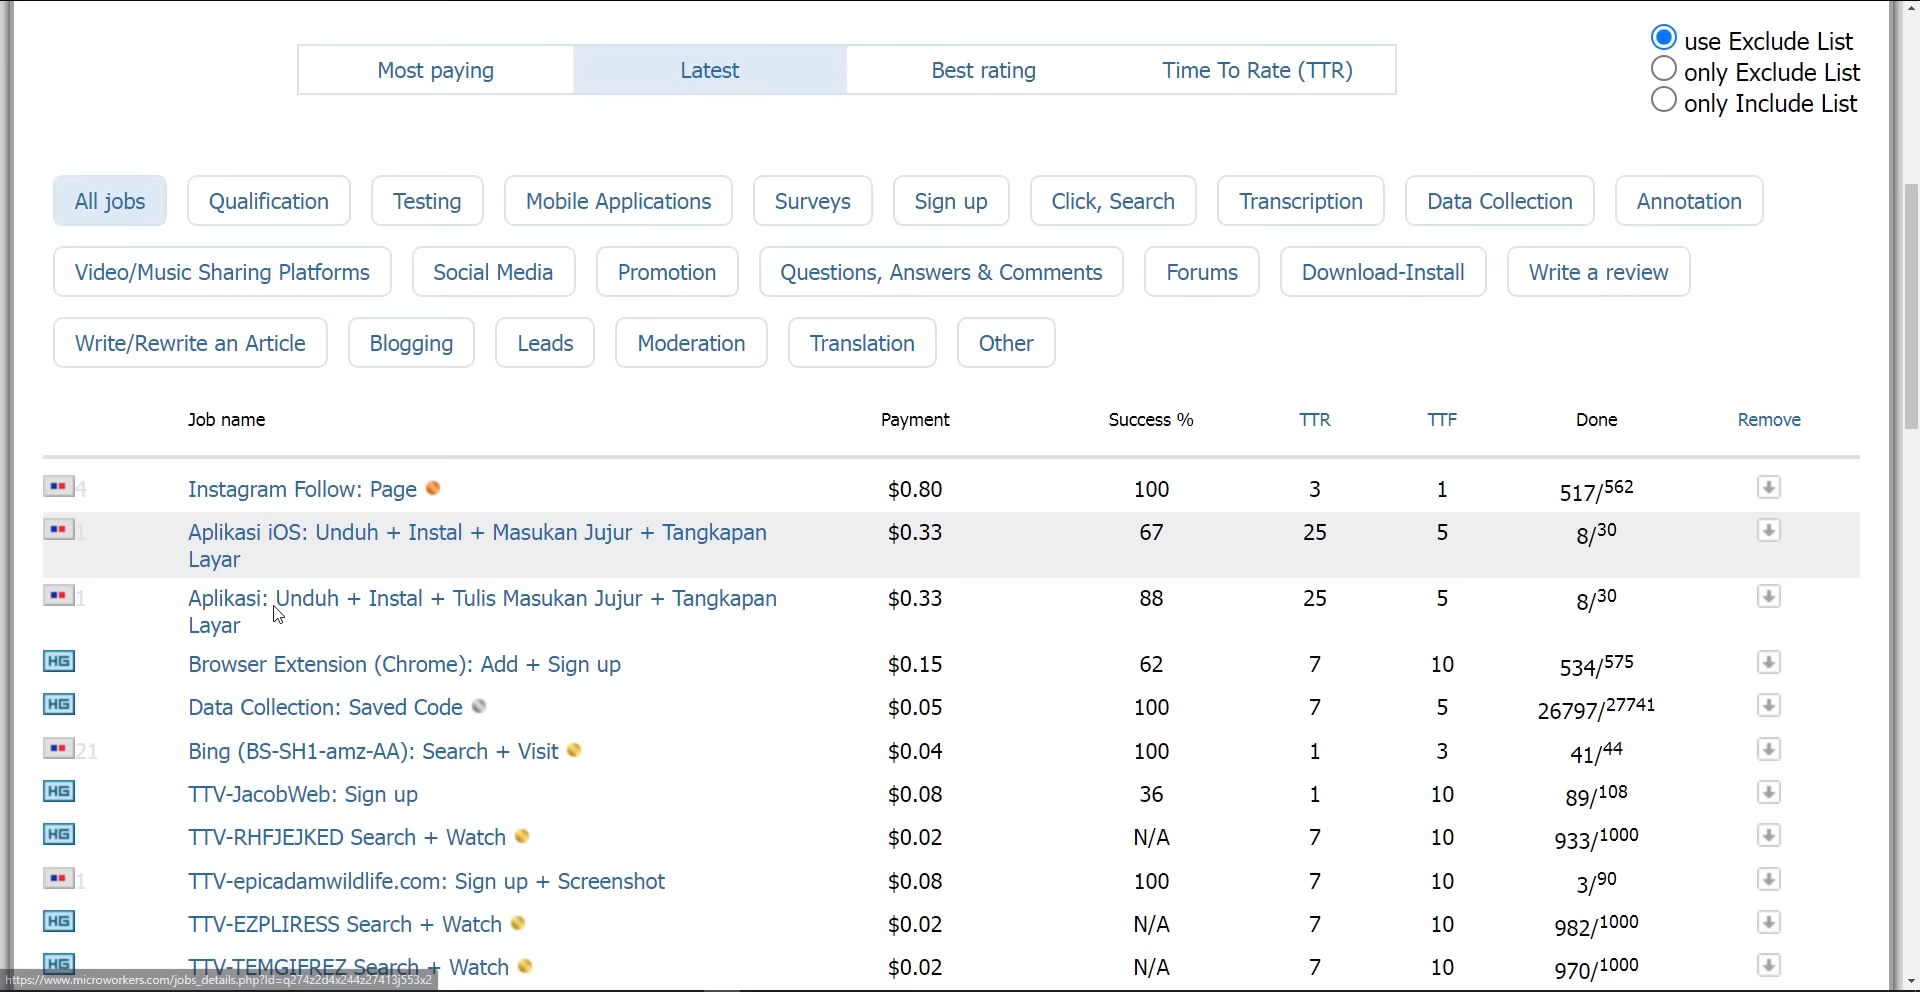 use Exclude List
Most paying Latest Best rating Time To Rate (TTR)
only Exclude List
only Include List
All jobs Qualification Testing Mobile Applications Surveys Sign up Click, Search Transcription Data Collection Annotation
Video/Music Sharing Platforms Social Media Promotion Questions, Answers & Comments Forums Download-Install Write a review
Write/Rewrite an Article Blogging Leads Moderation Translation Other
Job name Payment Success % TTR TTF Done Remove
4 Instagram Follow: Page $0.80 100 3 1 517/562
1 Aplikasi iOS: Unduh + Instal + Masukan Jujur + Tangkapan $0.33 67 25 5 8/30
Layar
1 Aplikasi: Unduh + Instal + Tulis Masukan Jujur + Tangkapan $0.33 88 25 5 8/30
Layar
HG Browser Extension (Chrome): Add + Sign up $0.15 62 7 10 534/575
HG Data Collection: Saved Code $0.05 100 7 5 26797/27741
21 Bing (BS-SH1-amz-AA): Search + Visit $0.04 100 1 3 41/44
HG TTV-JacobWeb: Sign up $0.08 36 1 10 89/108
HG TTV-RHFJEJKED Search + Watch $0.02 N/A 7 10 933/1000
1 TTV-epicadamwildlife.com: Sign up + Screenshot $0.08 100 7 10 3/90
HG TTV-EZPLIRESS Search + Watch $0.02 N/A 7 10 982/1000
HG TTV-TEMGIFREZ Search + Watch $0.02 N/A 7 10 970/1000